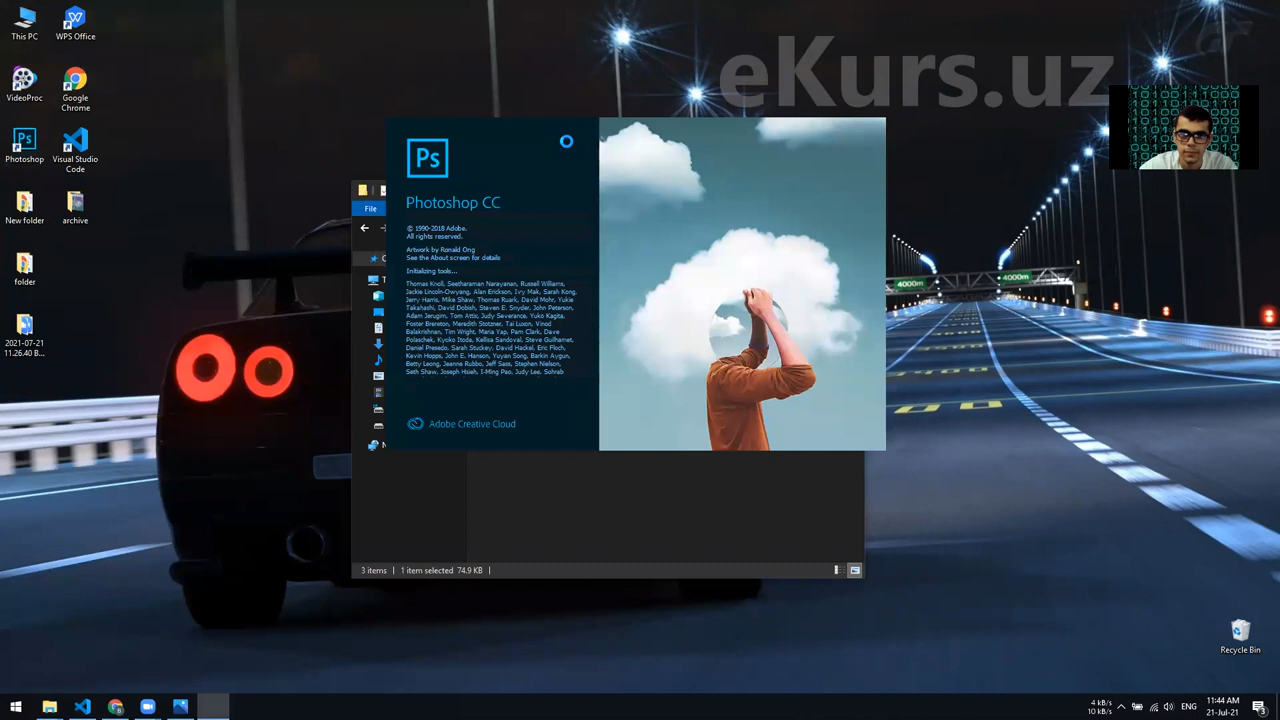 This PC
WPS Office
VideoProc
Google
Chrome
Photoshop
Visual Studio
Code
New folder
archive
folder
2021-07-21
11.26.40 B...
eKurs.uz
4000m
4000m
File
Ps
Photoshop CC
© 1990-2018 Adobe.
All rights reserved.
Artwork by Ronald Ong
See the About screen for details
Initializing tools...
Thomas Knoll, Seetharaman Narayanan, Russell Williams,
Jackie Lincoln-Owyang, Alan Erickson, Ivy Mak, Sarah Kong,
Jerry Harris, Mike Shaw, Thomas Ruark, David Mohr, Yukie
Takahashi, David Dobish, Steven E. Snyder, John Peterson,
Adam Jerugim, Tom Attix, Judy Severance, Yuko Kagita,
Foster Brereton, Meredith Stotzner, Tai Luxon, Vinod
Balakrishnan, Tim Wright, Maria Yap, Pam Clark, Dave
Polaschek, Kyoko Itoda, Kellisa Sandoval, Steve Guilhamet,
Daniel Presedo, Sarah Stuckey, David Hackel, Eric Floch,
Kevin Hopps, John E. Hanson, Yuyan Song, Barkin Aygun,
Betty Leong, Jeanne Rubbo, Jeff Sass, Stephen Nielson,
Seth Shaw, Joseph Hsieh, I-Ming Pao, Judy Lee, Sohrab
Adobe Creative Cloud
3 items
1 item selected 74.9 KB
Recycle Bin
4 kB/s
10 kB/s
ENG
11:44 AM
21-Jul-21
3